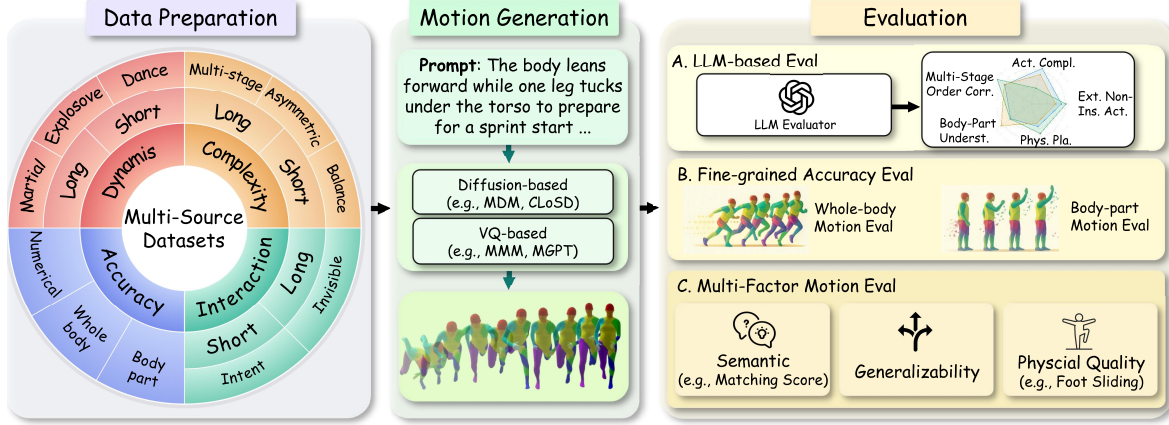 Data Preparation
Multi-Source
Datasets
Dynamis
Short
Long
Dance
Explosove
Martial
Complexity
Long
Short
Multi-stage
Asymmetric
Balance
Accuracy
Numerical
Whole
body
Body
part
Interaction
Long
Short
Invisible
Intent
Motion Generation
Prompt: The body leans
forward while one leg tucks
under the torso to prepare
for a sprint start ...
Diffusion-based
(e.g., MDM, CLoSD)
VQ-based
(e.g., MMM, MGPT)
Evaluation
A. LLM-based Eval
LLM Evaluator
Act. Compl.
Multi-Stage
Order Corr.
Ext. Non-
Ins. Act.
Body-Part
Underst.
Phys. Pla.
B. Fine-grained Accuracy Eval
Whole-body
Motion Eval
Body-part
Motion Eval
C. Multi-Factor Motion Eval
Semantic
(e.g., Matching Score)
Generalizability
Physcial Quality
(e.g., Foot Sliding)